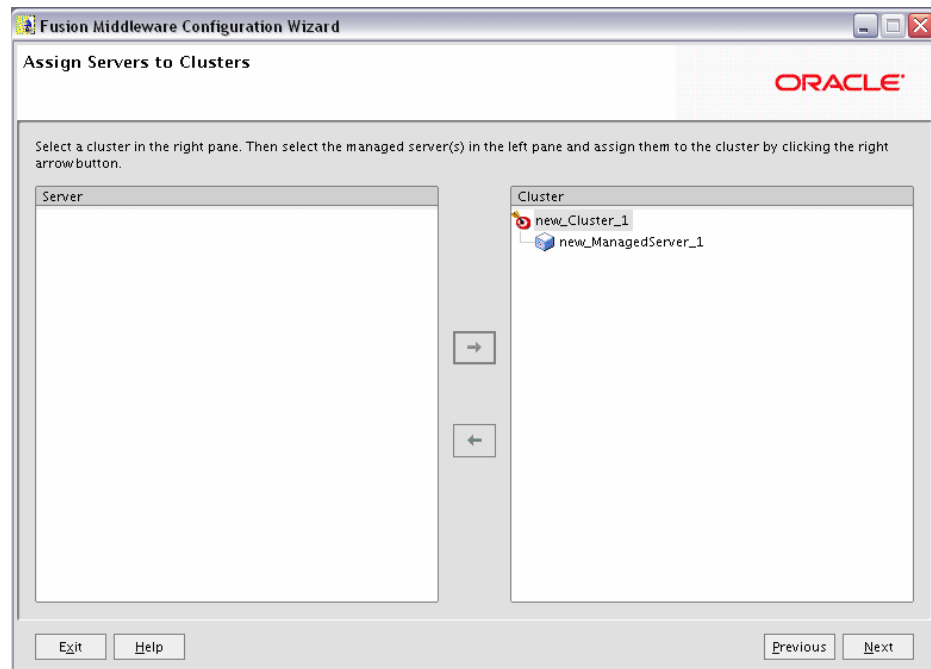 Fusion Middleware Configuration Wizard
Assign Servers to Clusters
ORACLE
Select a cluster in the right pane. Then select the managed server(s) in the left pane and assign them to the cluster by clicking the right
arrow button.
Server
Cluster
new_Cluster_1
new_ManagedServer_1
Exit
Help
Previous
Next